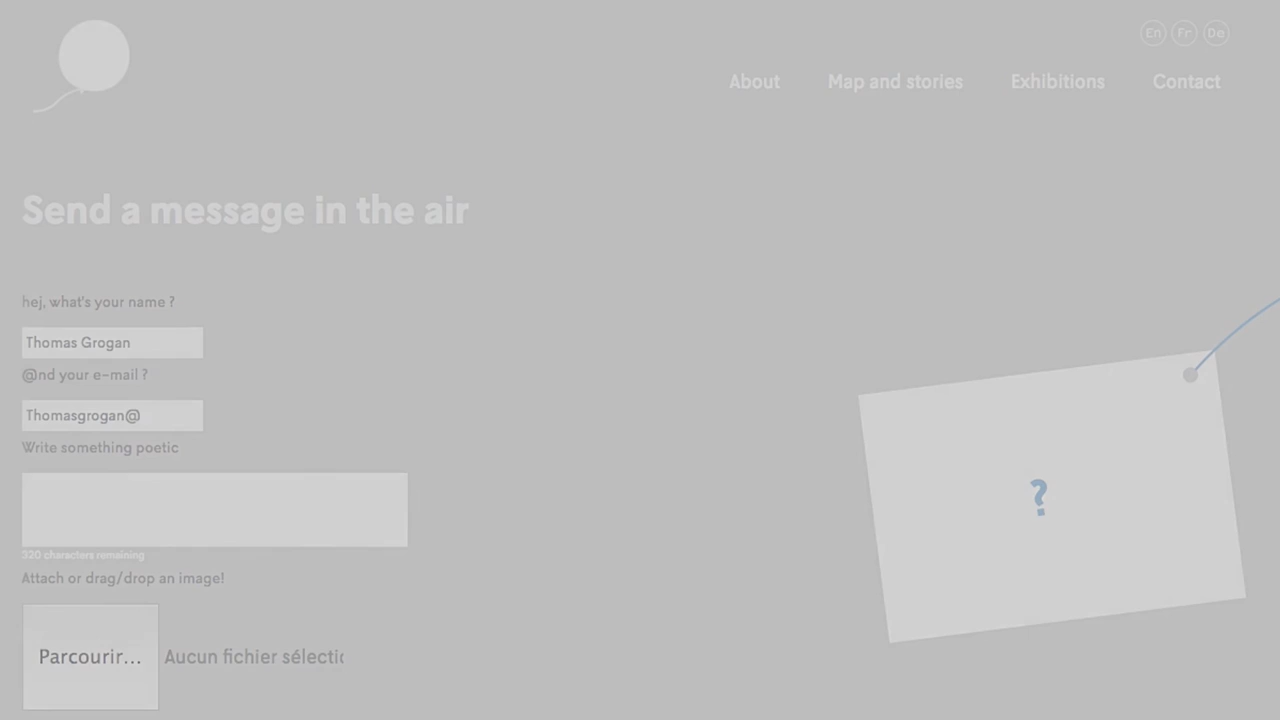 En Fr De
About Map and stories Exhibitions Contact
Send a message in the air
hej, what's your name ?
Thomas Grogan
@nd your e-mail ?
Thomasgrogan@
Write something poetic
320 characters remaining
Attach or drag/drop an image!
Parcourir... Aucun fichier sélectic
?